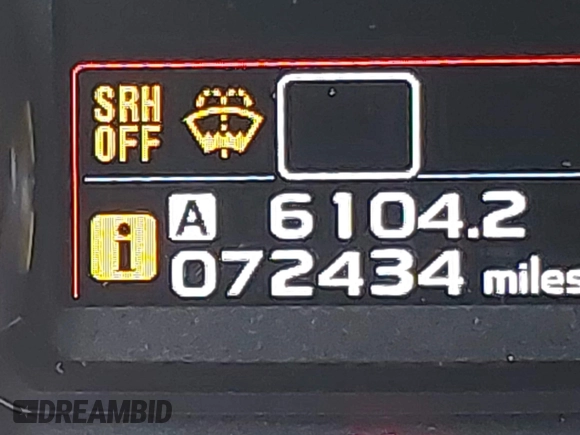 SRH
OFF
A 6104.2
i 072434 miles
DREAMBID